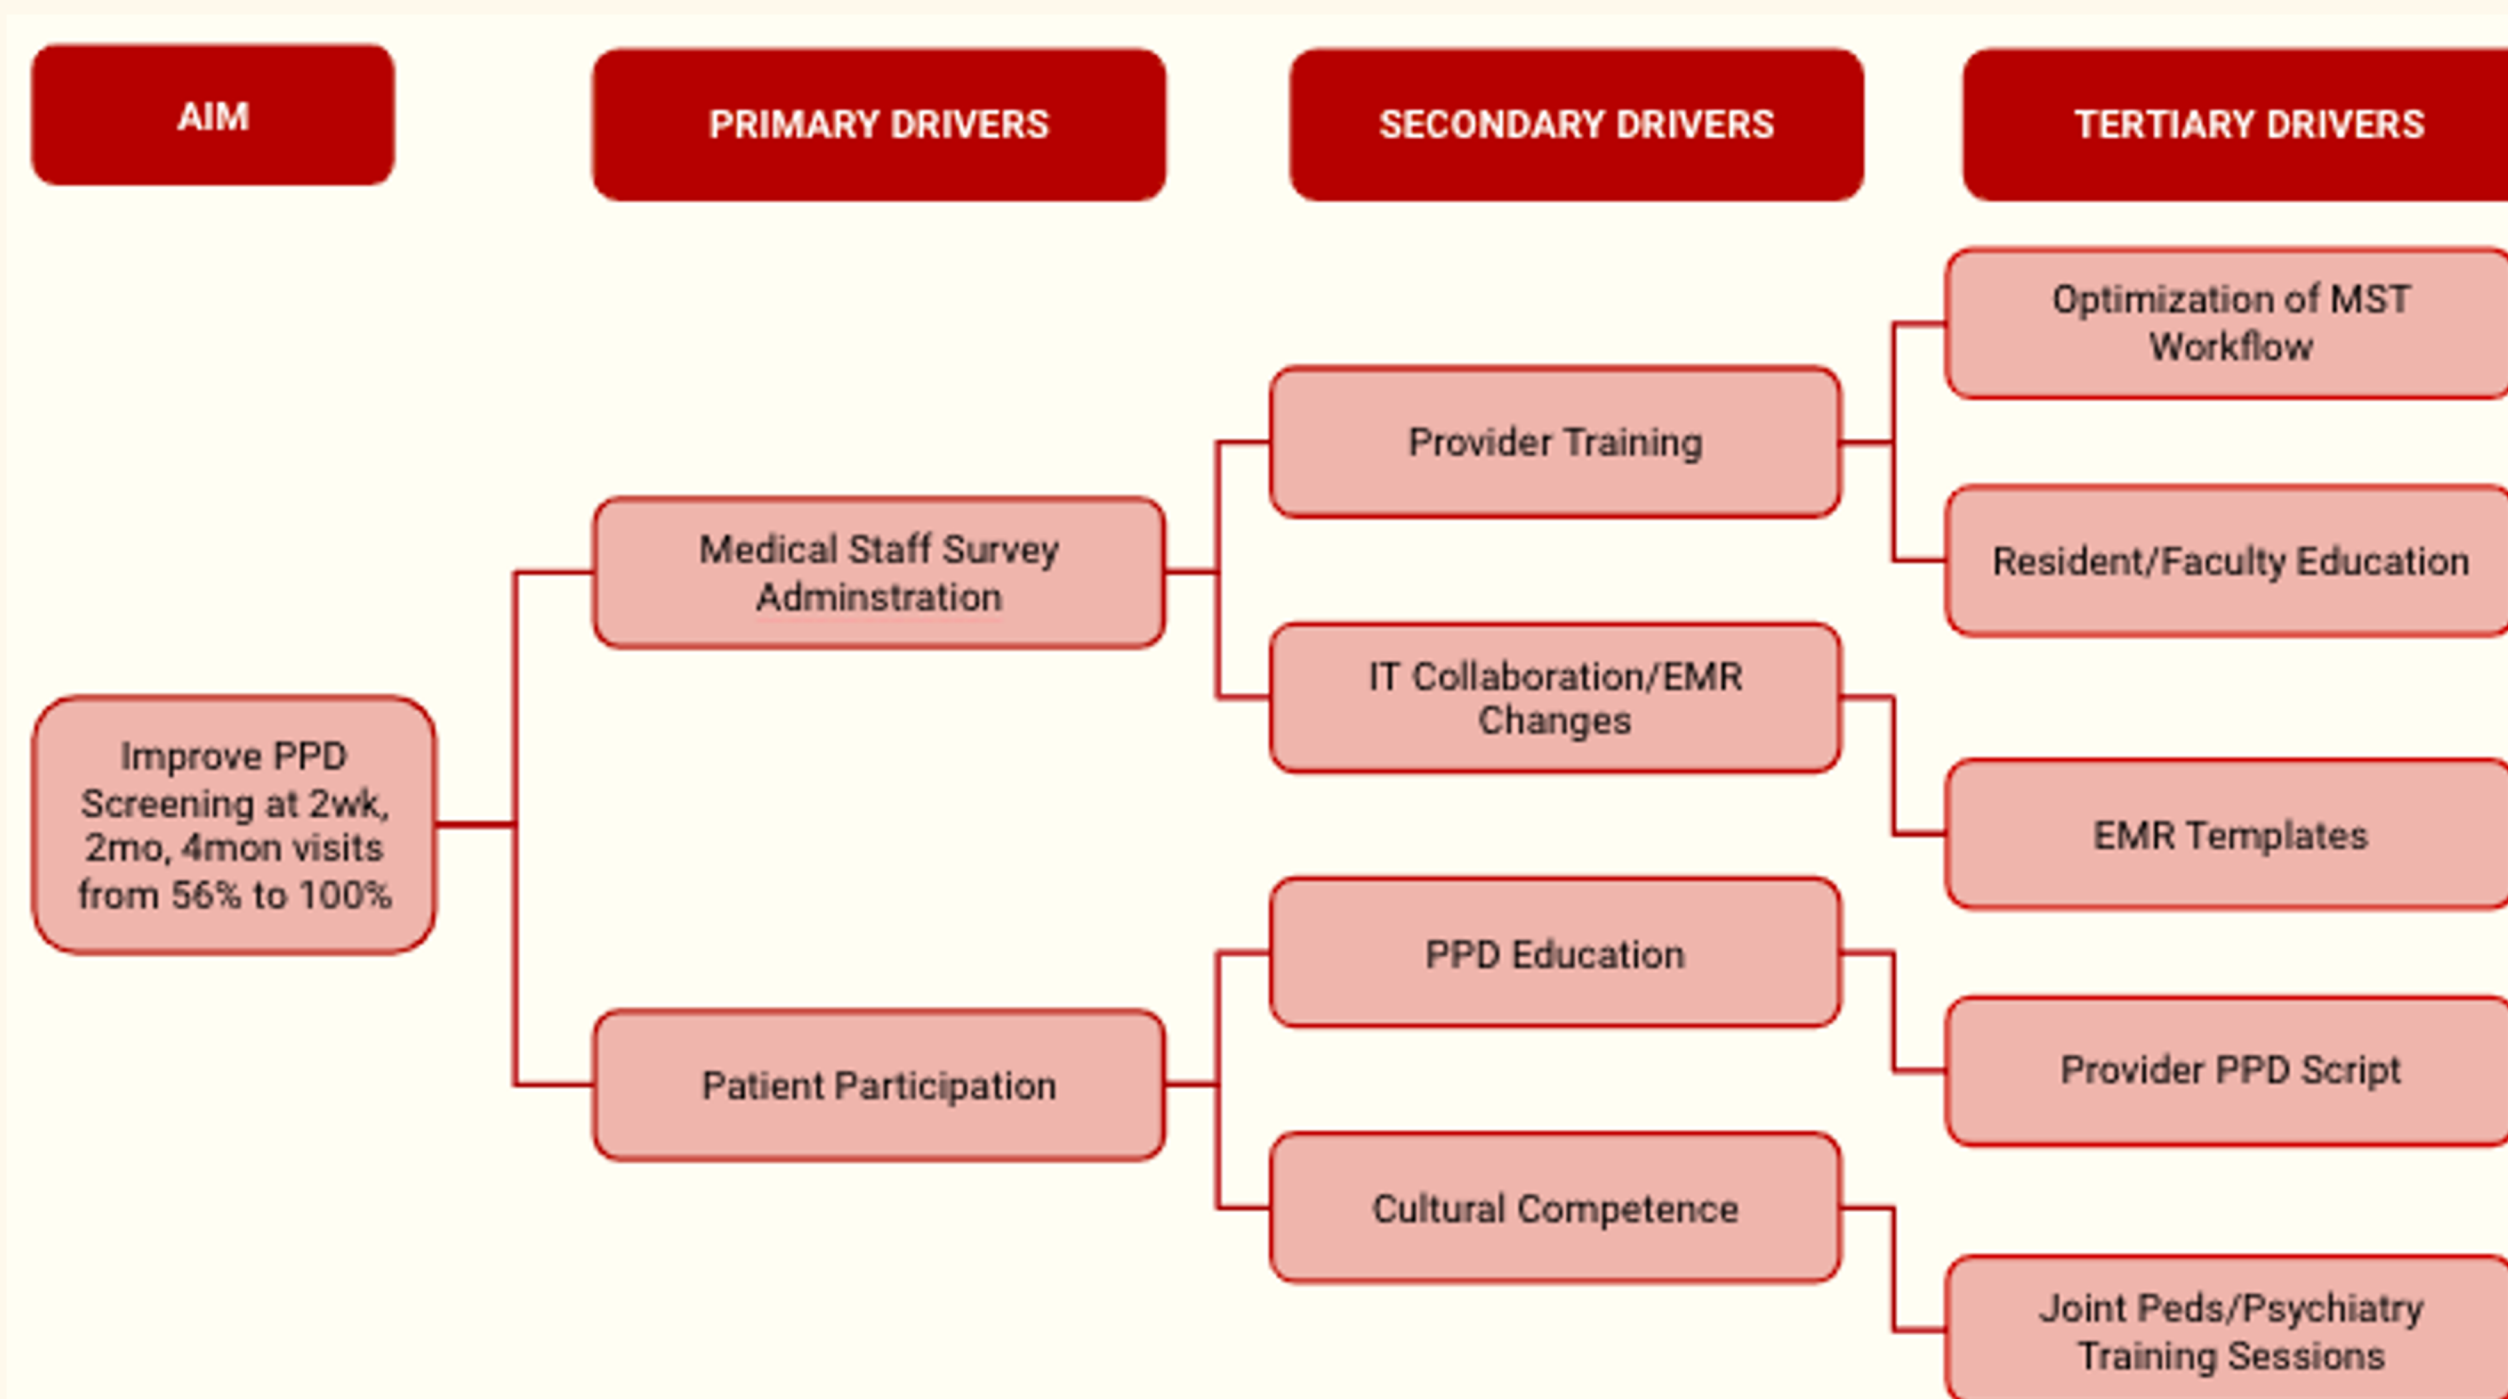 AIM
PRIMARY DRIVERS
SECONDARY DRIVERS
TERTIARY DRIVERS
Improve PPD
Screening at 2wk,
2mo, 4mon visits
from 56% to 100%
Medical Staff Survey
Adminstration
Patient Participation
Provider Training
IT Collaboration/EMR
Changes
PPD Education
Cultural Competence
Optimization of MST
Workflow
Resident/Faculty Education
EMR Templates
Provider PPD Script
Joint Peds/Psychiatry
Training Sessions